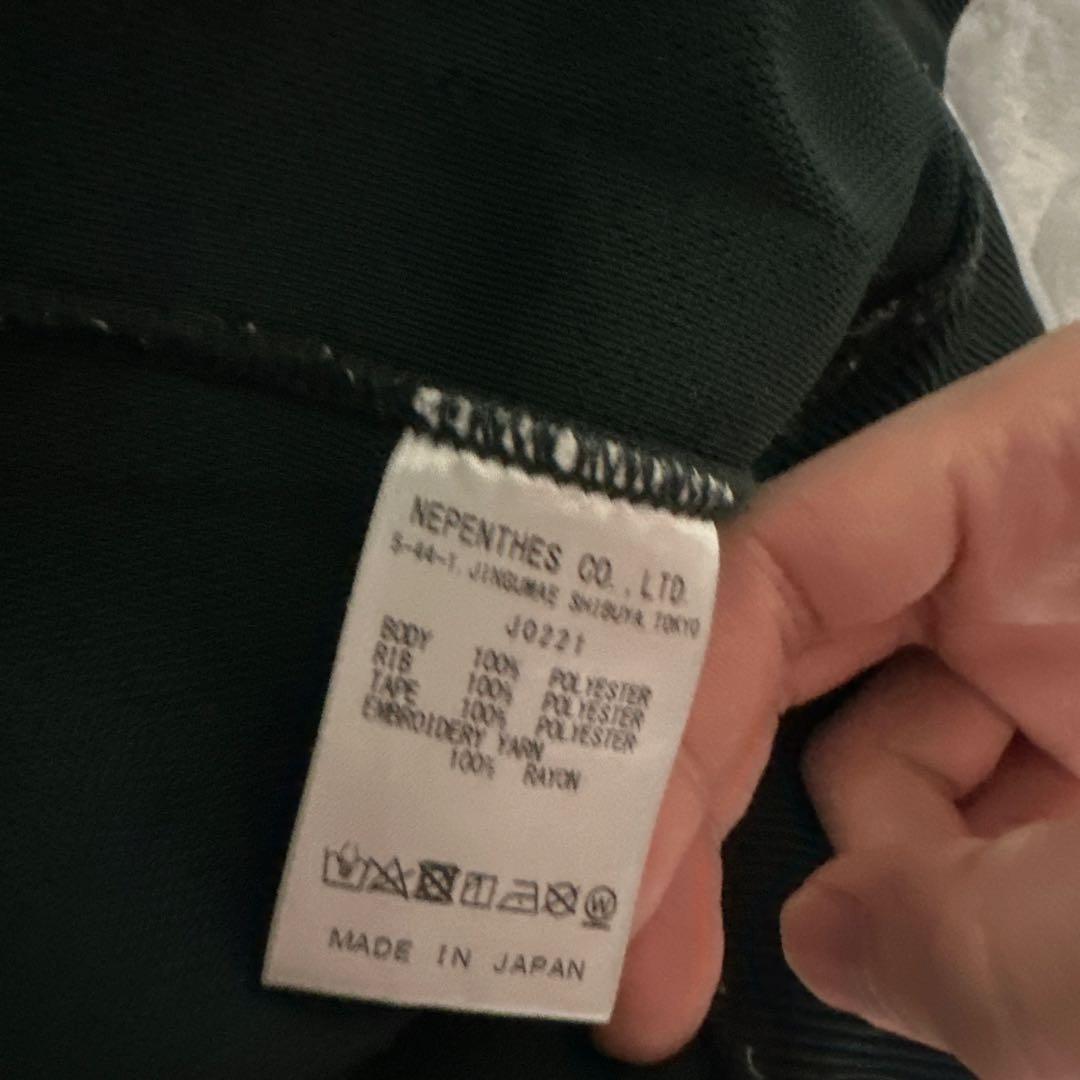 NEPENTHES CO.,LTD.
5-44-1,JINGUMAE SHIBUYA,TOKYO
J0221
BODY 100% POLYESTER
RIB 100% POLYESTER
TAPE 100% POLYESTER
EMBROIDERY YARN
100% RAYON
W
MADE IN JAPAN